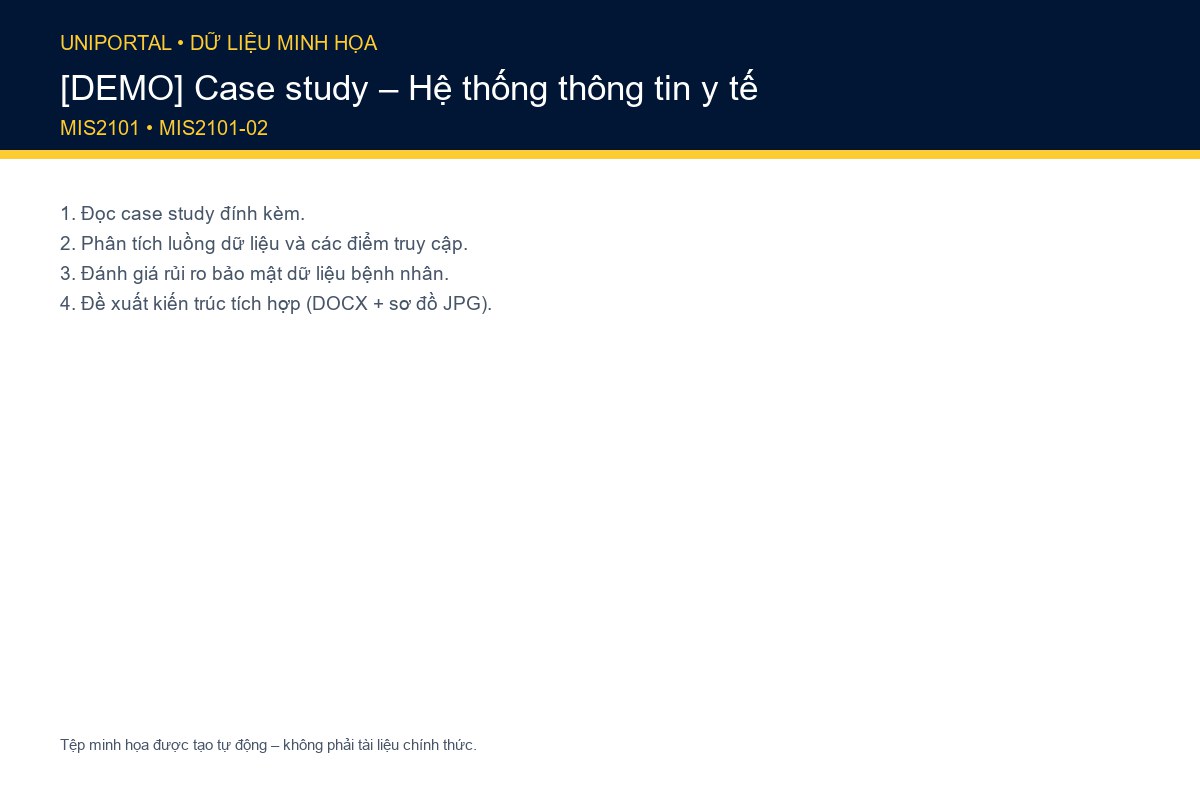 UNIPORTAL • DỮ LIỆU MINH HỌA
[DEMO] Case study – Hệ thống thông tin y tế
MIS2101 • MIS2101-02
1. Đọc case study đính kèm.
2. Phân tích luồng dữ liệu và các điểm truy cập.
3. Đánh giá rủi ro bảo mật dữ liệu bệnh nhân.
4. Đề xuất kiến trúc tích hợp (DOCX + sơ đồ JPG).
Tệp minh họa được tạo tự động – không phải tài liệu chính thức.